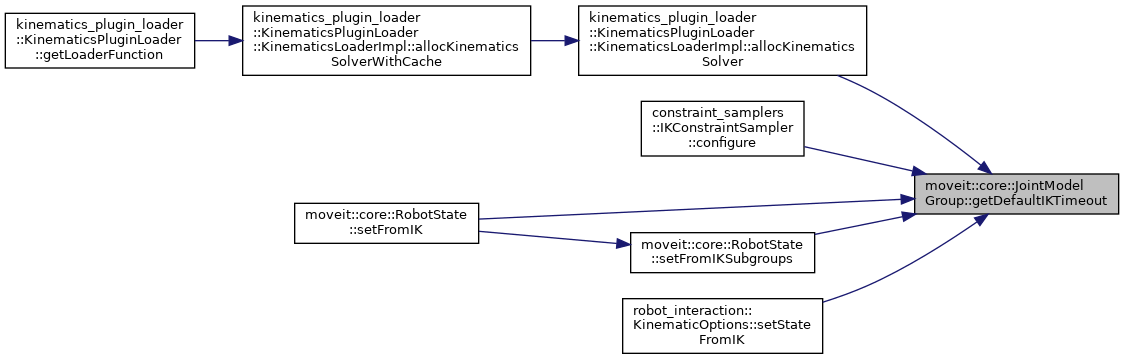 kinematics_plugin_loader
::KinematicsPluginLoader
::getLoaderFunction
kinematics_plugin_loader
::KinematicsPluginLoader
::KinematicsLoaderImpl::allocKinematics
SolverWithCache
kinematics_plugin_loader
::KinematicsPluginLoader
::KinematicsLoaderImpl::allocKinematics
Solver
constraint_samplers
::IKConstraintSampler
::configure
moveit::core::JointModel
Group::getDefaultIKTimeout
moveit::core::RobotState
::setFromIK
moveit::core::RobotState
::setFromIKSubgroups
robot_interaction::
KinematicOptions::setState
FromIK